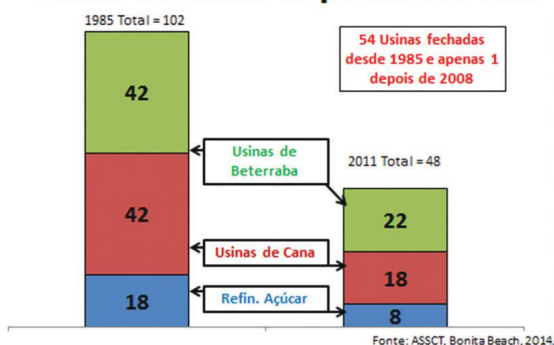 1985 Total = 102
54 Usinas fechadas
desde 1985 e apenas 1
depois de 2008
42
Usinas de
Beterraba
2011 Total = 48
42
22
Usinas de Cana
18
18
Refin. Açúcar
8
Fonte: ASSCT, Bonita Beach, 2014.